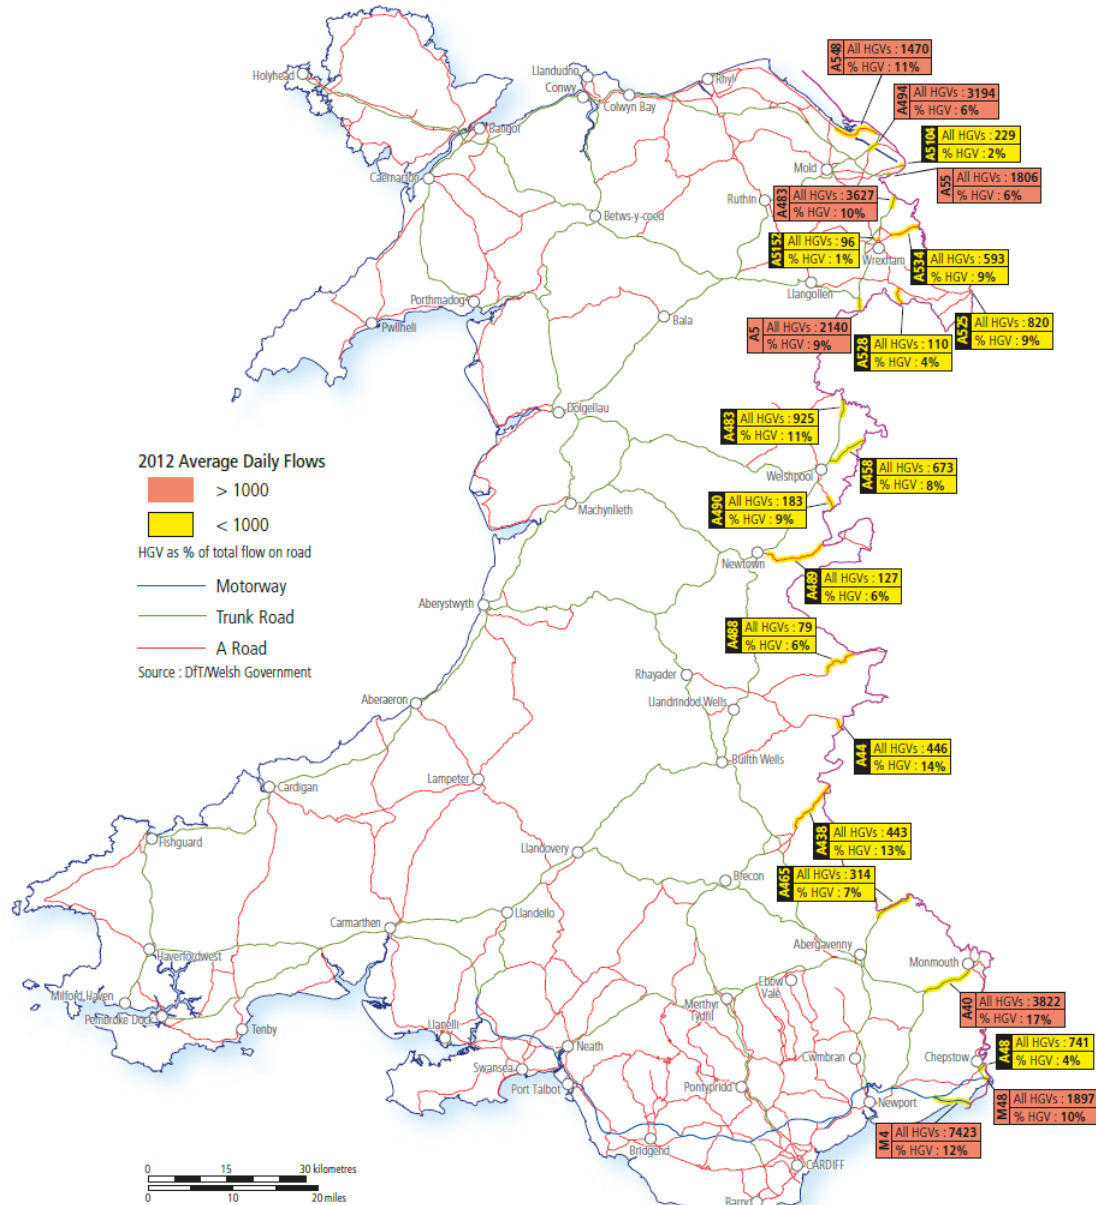 A548 All HGVs : 1470
% HGV : 11%
A494 All HGVs : 3194
% HGV : 6%
A5104 All HGVs : 229
% HGV : 2%
A55 All HGVs : 1806
% HGV : 6%
A483 All HGVs : 3627
% HGV : 10%
A5152 All HGVs : 96
% HGV : 1%
A534 All HGVs : 593
% HGV : 9%
A525 All HGVs : 820
% HGV : 9%
A5 All HGVs : 2140
% HGV : 9%
A528 All HGVs : 110
% HGV : 4%
A483 All HGVs : 925
% HGV : 11%
A458 All HGVs : 673
% HGV : 8%
A490 All HGVs : 183
% HGV : 9%
A489 All HGVs : 127
% HGV : 6%
A488 All HGVs : 79
% HGV : 6%
A44 All HGVs : 446
% HGV : 14%
A438 All HGVs : 443
% HGV : 13%
A465 All HGVs : 314
% HGV : 7%
A40 All HGVs : 3822
% HGV : 17%
A48 All HGVs : 741
% HGV : 4%
M48 All HGVs : 1897
% HGV : 10%
M4 All HGVs : 7423
% HGV : 12%
Holyhead
Llandudno
Conwy
Colwyn Bay
Rhyl
Bangor
Caernarfon
Mold
Ruthin
Betws-y-coed
Wrexham
Llangollen
Porthmadog
Pwllheli
Bala
Dolgellau
Welshpool
Machynlleth
Newtown
Aberystwyth
Rhayader
Llandrindod Wells
Aberaeron
Builth Wells
Lampeter
Cardigan
Fishguard
Llandovery
Brecon
Llandeilo
Carmarthen
Abergavenny
Monmouth
Haverfordwest
Ebbw
Vale
Merthyr
Tydfil
Milford Haven
Pembroke Dock
Tenby
Llanelli
Neath
Cwmbran
Chepstow
Swansea
Port Talbot
Pontypridd
Newport
Bridgend
CARDIFF
Barry
2012 Average Daily Flows
> 1000
< 1000
HGV as % of total flow on road
Motorway
Trunk Road
A Road
Source : DfT/Welsh Government
0 15 30 kilometres
0 10 20 miles